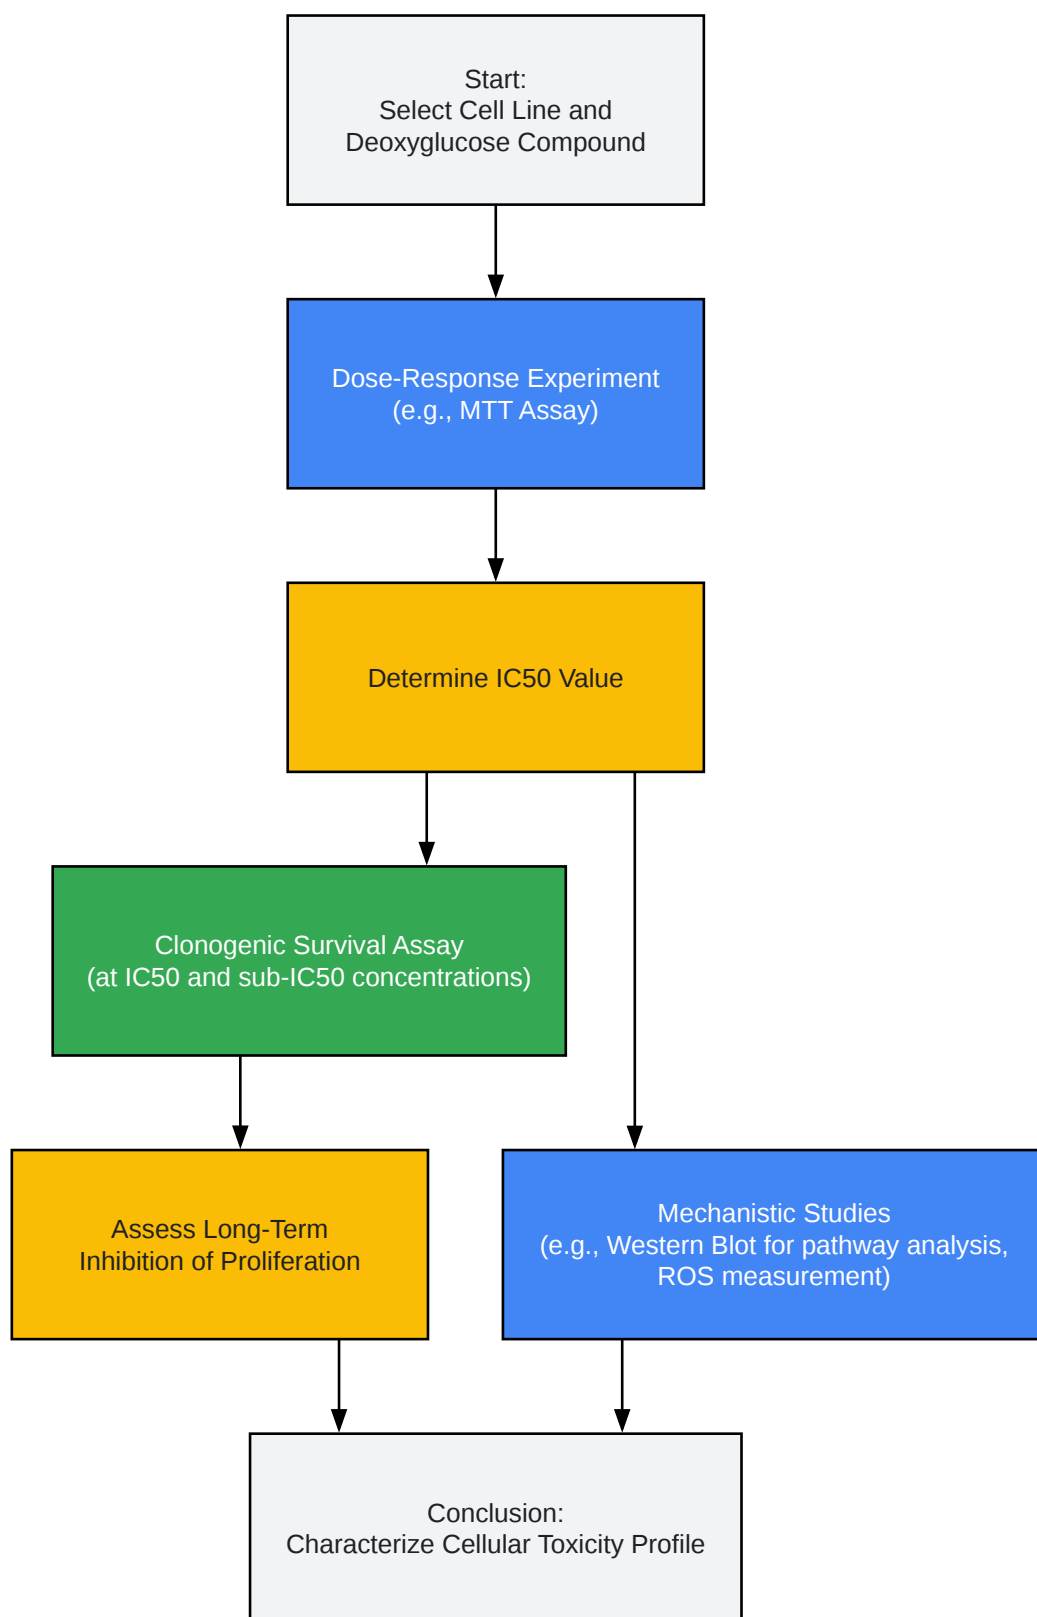 Start:
Select Cell Line and
Deoxyglucose Compound
Dose-Response Experiment
(e.g., MTT Assay)
Determine IC50 Value
Clonogenic Survival Assay
(at IC50 and sub-IC50 concentrations)
Assess Long-Term
Inhibition of Proliferation
Mechanistic Studies
(e.g., Western Blot for pathway analysis,
ROS measurement)
Conclusion:
Characterize Cellular Toxicity Profile